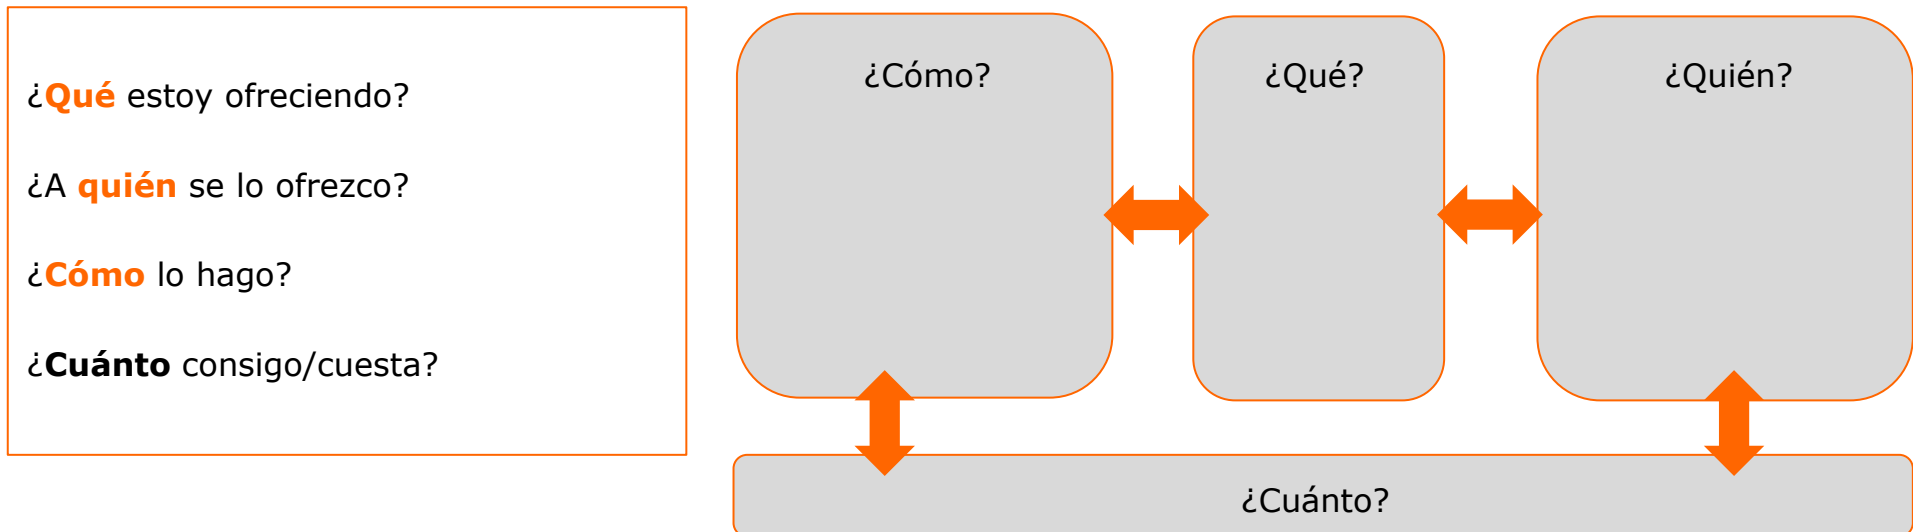 ¿Qué estoy ofreciendo?
¿A quién se lo ofrezco?
¿Cómo lo hago?
¿Cuánto consigo/cuesta?
¿Cómo?
¿Qué?
¿Quién?
¿Cuánto?